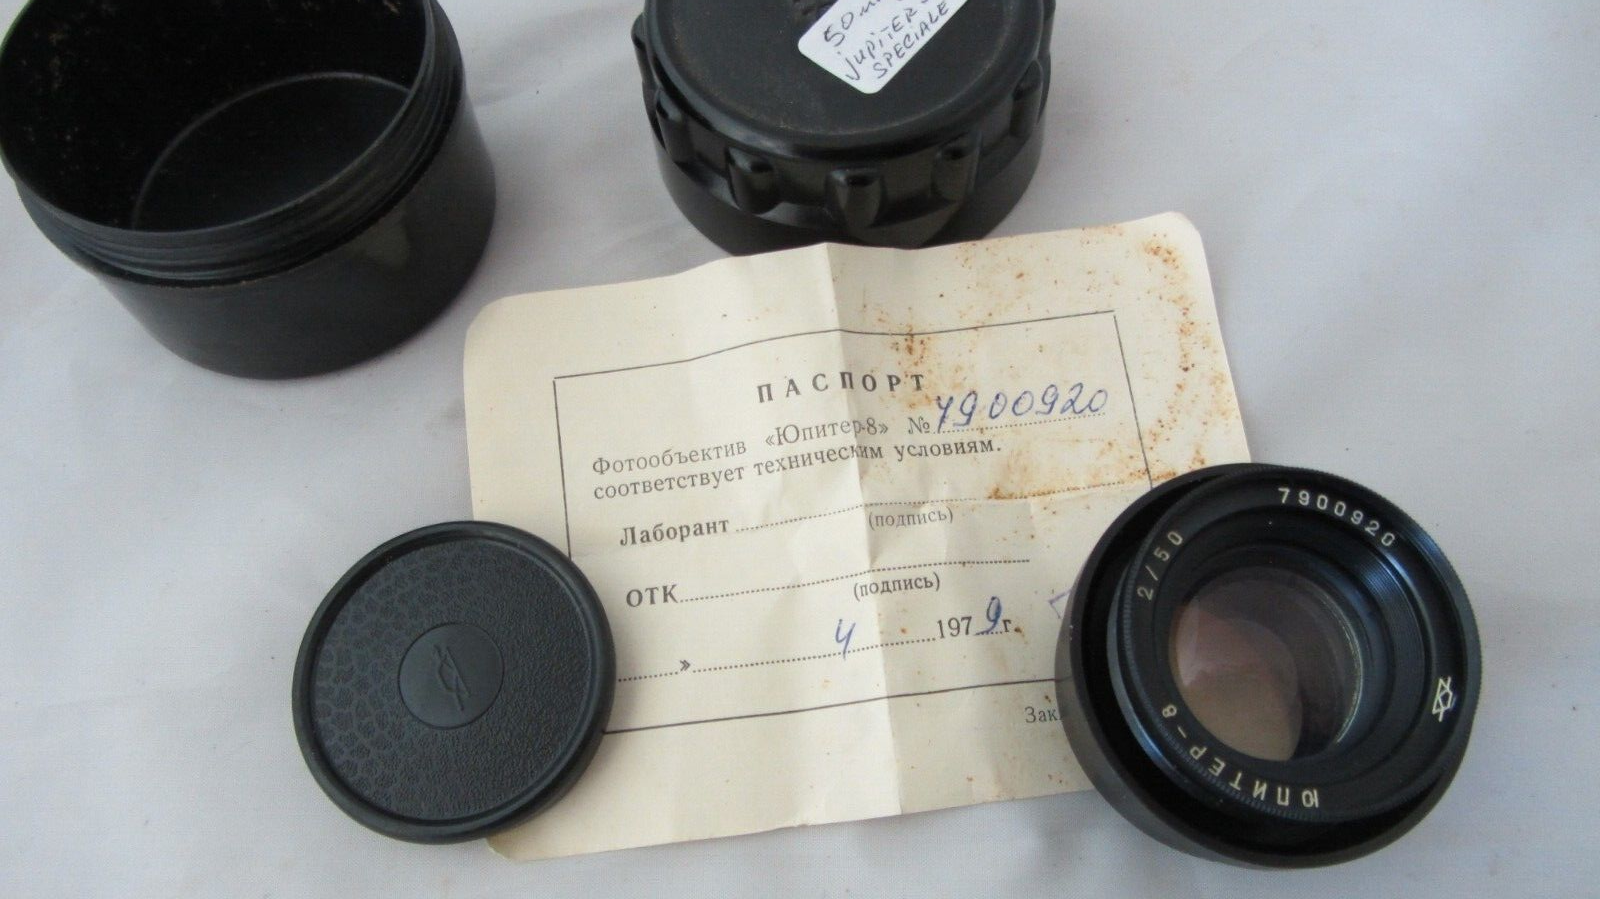 jupiter
SPECIALE
ПАСПОРТ
Фотообъектив «Юпитер-8» № 7900920
соответствует техническим условиям.
Лаборант
(подпись)
ОТК
(подпись)
» 4 1979г.
7900920
2/50
ЮПИТЕР-8